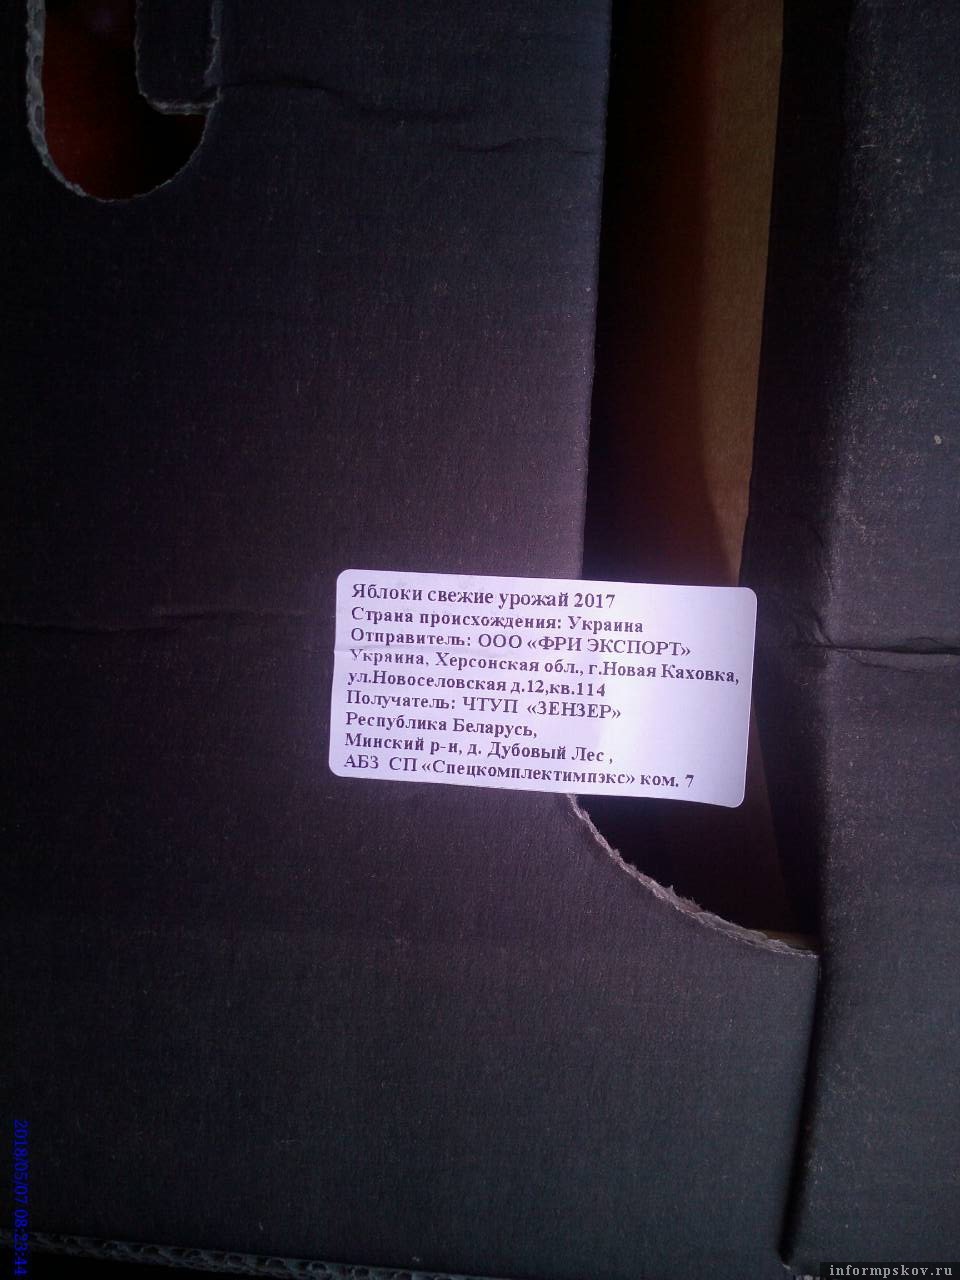 Яблоки свежие урожай 2017
Страна происхождения: Украина
Отправитель: ООО «ФРИ ЭКСПОРТ»
Украина, Херсонская обл., г.Новая Каховка,
ул.Новоселовская д.12,кв.114
Получатель: ЧТУП «ЗЕНЗЕР»
Республика Беларусь,
Минский р-н, д. Дубовый Лес ,
АБЗ СП «Спецкомплектимпэкс» ком. 7
2018/05/07 08:23:44
informpskov.ru